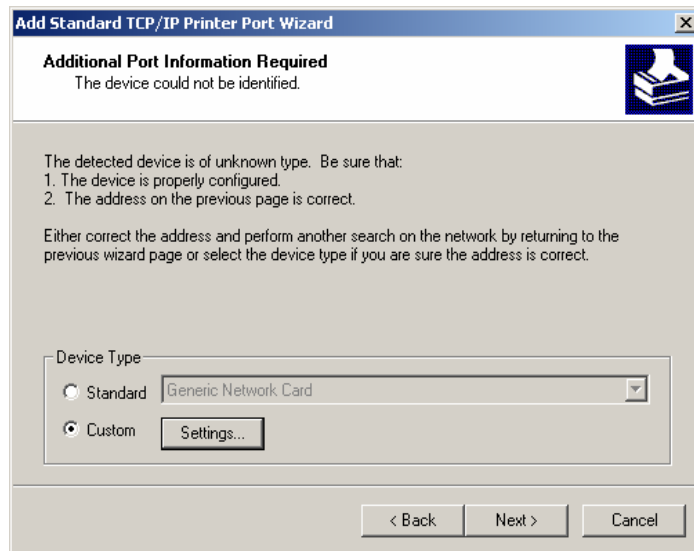 Add Standard TCP/IP Printer Port Wizard
Additional Port Information Required
The device could not be identified.
The detected device is of unknown type.  Be sure that:
1. The device is properly configured.
2.  The address on the previous page is correct.
Either correct the address and perform another search on the network by returning to the
previous wizard page or select the device type if you are sure the address is correct.
Device Type
Standard Generic Network Card
Custom Settings...
< Back Next > Cancel